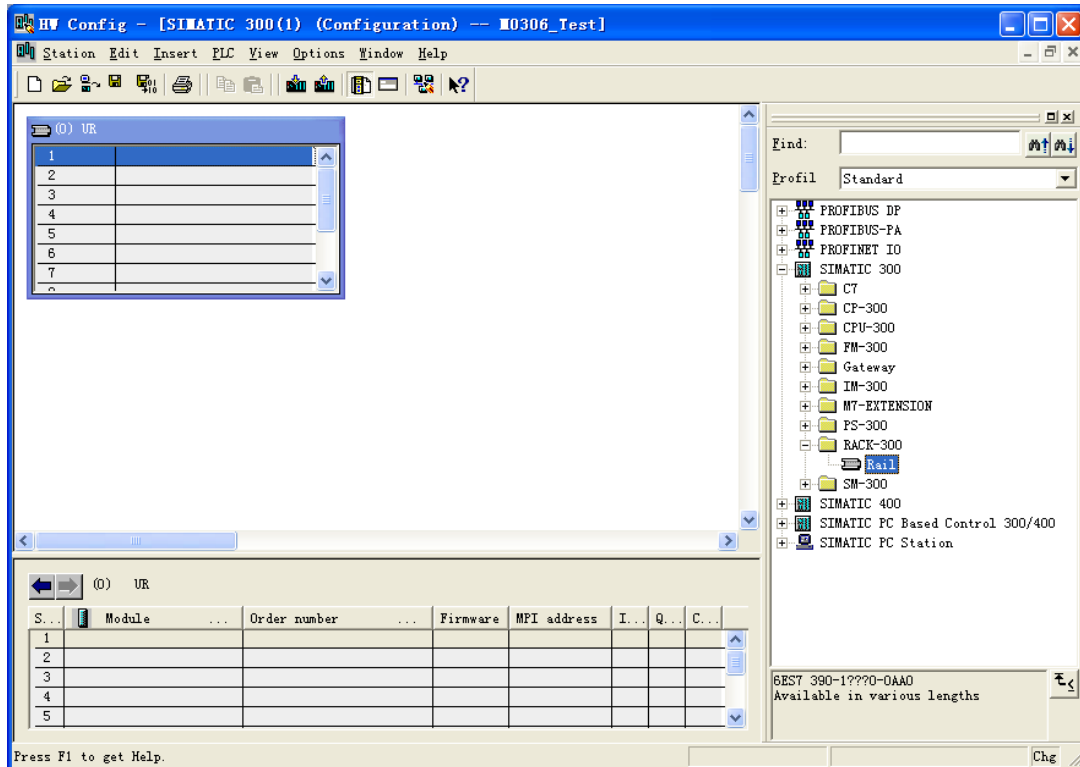 HW Config - [SIMATIC 300(1) (Configuration) -- M0306_Test]
Station Edit Insert PLC View Options Window Help
(0) UR
1
2
3
4
5
6
7
Find:
Profil Standard
PROFIBUS DP
PROFIBUS-PA
PROFINET IO
SIMATIC 300
C7
CP-300
CPU-300
FM-300
Gateway
IM-300
M7-EXTENSION
PS-300
RACK-300
Rail
SM-300
SIMATIC 400
SIMATIC PC Based Control 300/400
SIMATIC PC Station
(0) UR
S... Module ... Order number ... Firmware MPI address I... Q... C...
1
2
3
4
5
6ES7 390-1???0-0AA0
Available in various lengths
Press F1 to get Help.
Chg